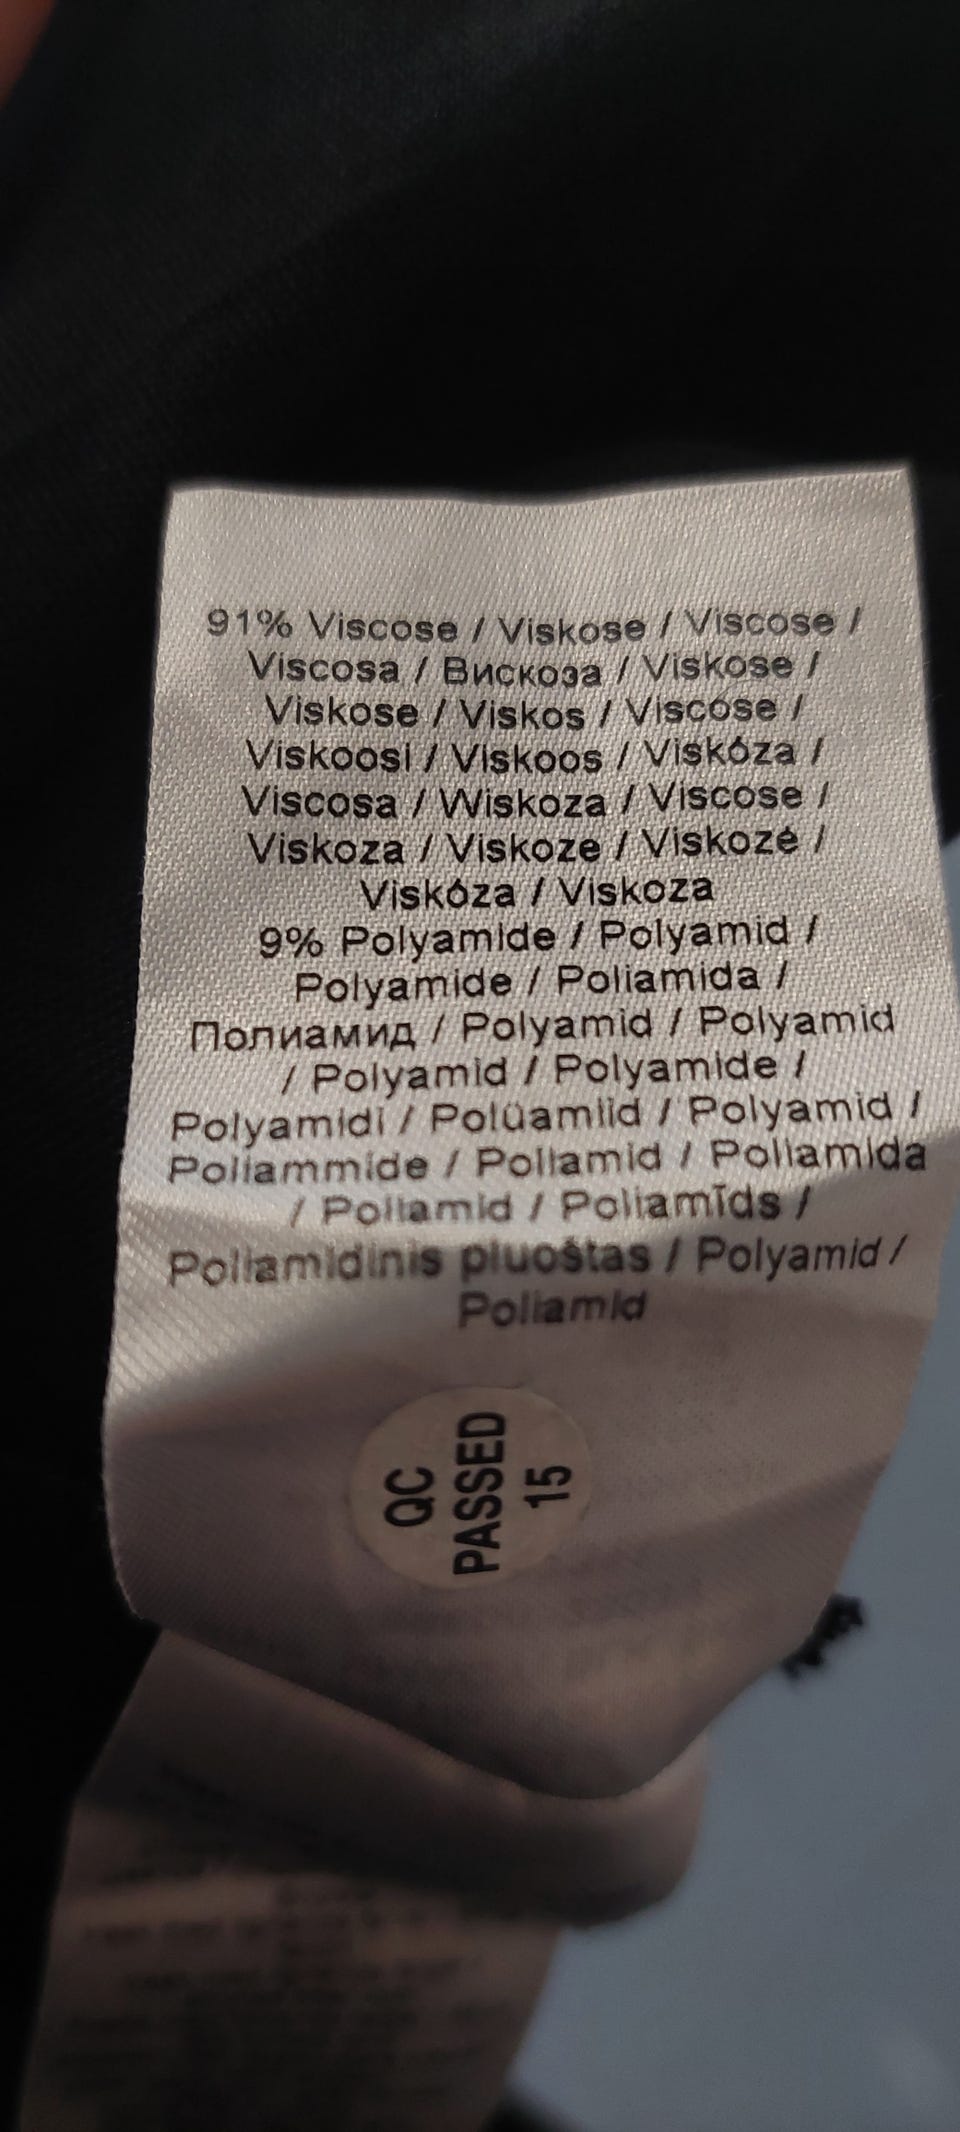 91% Viscose / Viskose / Viscose /
Viscosa / Вискоза / Viskose /
Viskose / Viskos / Viscose /
Viskoosi / Viskoos / Viskóza /
Viscosa / Wiskoza / Viscose /
Viskoza / Viskoze / Viskozė /
Viskóza / Viskoza
9% Polyamide / Polyamid /
Polyamide / Poliamida /
Полиамид / Polyamid / Polyamid
/ Polyamid / Polyamide /
Polyamidi / Polüamiid / Polyamid /
Poliammide / Poliamid / Poliamida
/ Poliamid / Poliamīds /
Poliamidinis pluoštas / Polyamid /
Poliamid
QC
PASSED
15